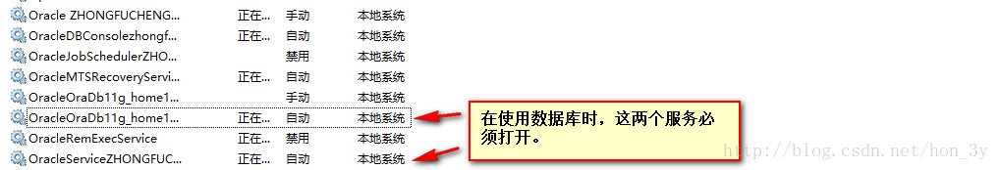 Oracle ZHONGFUCHENG... 正在... 手动 本地系统
OracleDBConsolezhongf... 正在... 自动 本地系统
OracleJobSchedulerZHO... 禁用 本地系统
OracleMTSRecoveryServi... 正在... 自动 本地系统
OracleOraDb11g_home1... 手动 本地系统
OracleOraDb11g_home1... 正在... 自动 本地系统
OracleRemExecService 正在... 禁用 本地系统
OracleServiceZHONGFUC... 正在... 自动 本地系统
在使用数据库时，这两个服务必
须打开。
http://blog.csdn.net/hon_3y